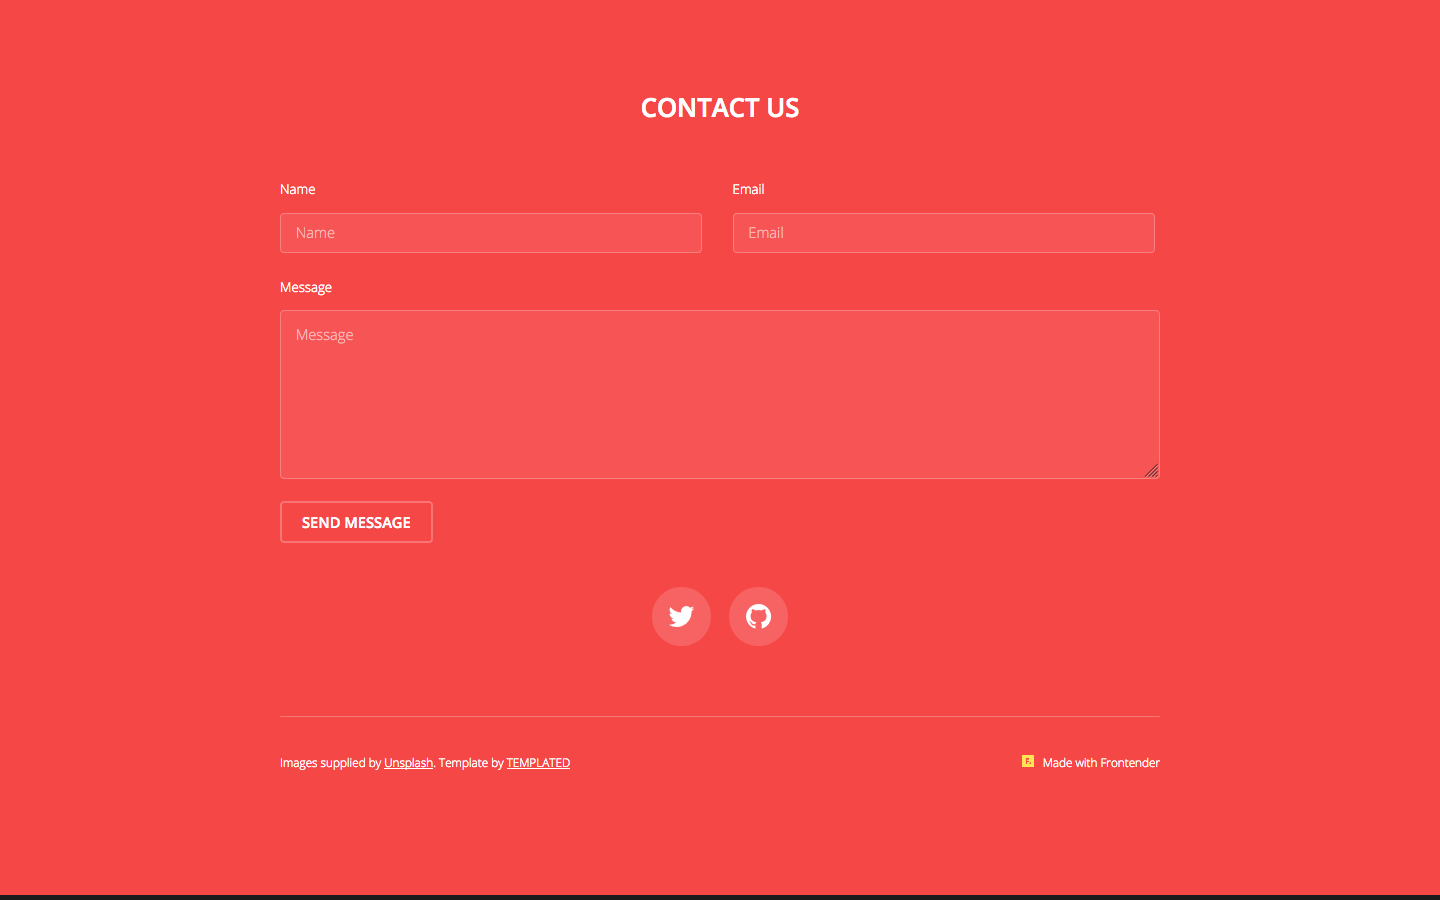 CONTACT US
Name
Email
Name
Email
Message
Message
SEND MESSAGE
Images supplied by Unsplash. Template by TEMPLATED
F. Made with Frontender